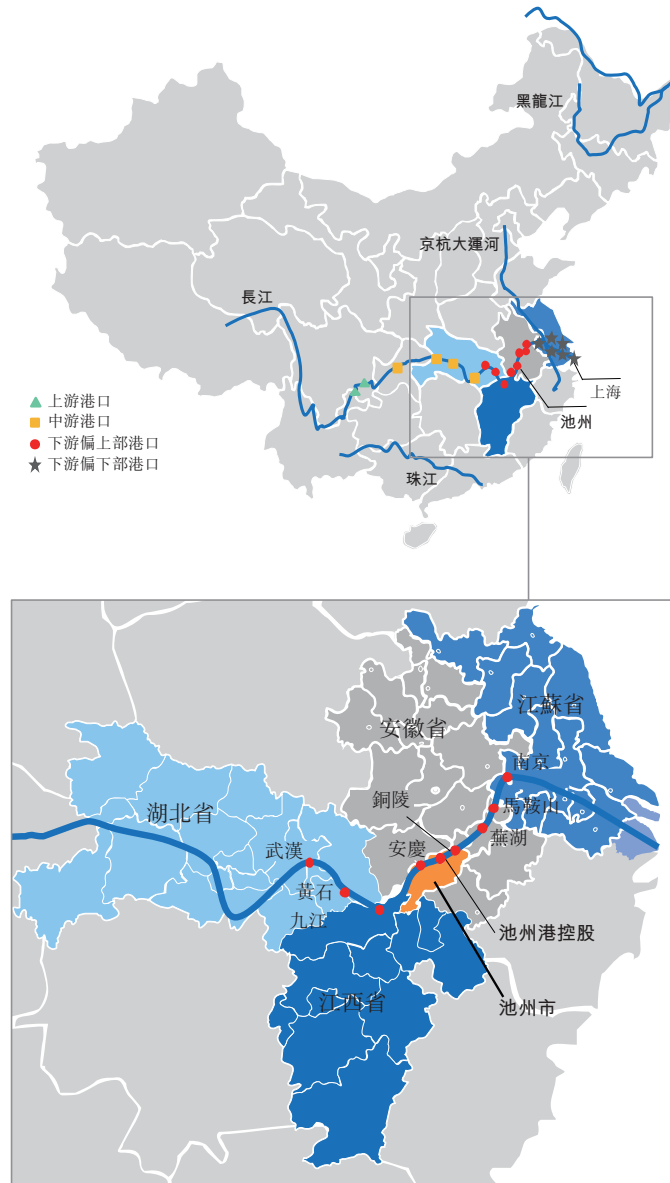 黑龍江
京杭大運河
長江
上海
池州
上游港口
中游港口
下游偏上部港口
下游偏下部港口
珠江
江蘇省
安徽省
南京
銅陵
馬鞍山
湖北省
蕪湖
武漢
安慶
黃石
九江
池州港控股
江西省
池州市